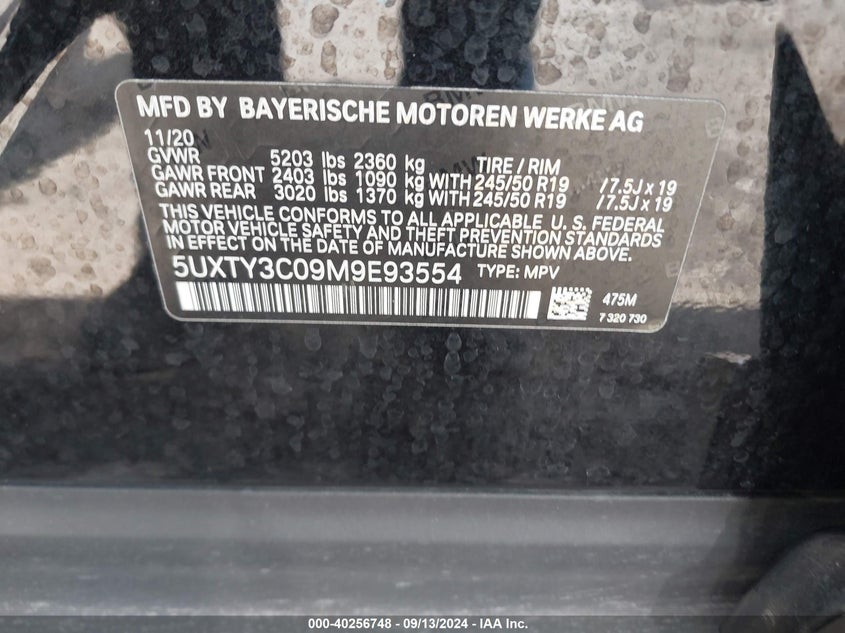 MFD BY BAYERISCHE MOTOREN WERKE AG
11/20
GVWR 5203 lbs 2360 kg TIRE / RIM
GAWR FRONT 2403 lbs 1090 kg WITH 245/50 R19 / 7.5J x 19
GAWR REAR 3020 lbs 1370 kg WITH 245/50 R19 / 7.5J x 19
THIS VEHICLE CONFORMS TO ALL APPLICABLE U. S. FEDERAL
MOTOR VEHICLE SAFETY AND THEFT PREVENTION STANDARDS
IN EFFECT ON THE DATE OF MANUFACTURE SHOWN ABOVE.
5UXTY3C09M9E93554 TYPE: MPV
475M
7 320 730
000-40256748 - 09/13/2024 - IAA Inc.